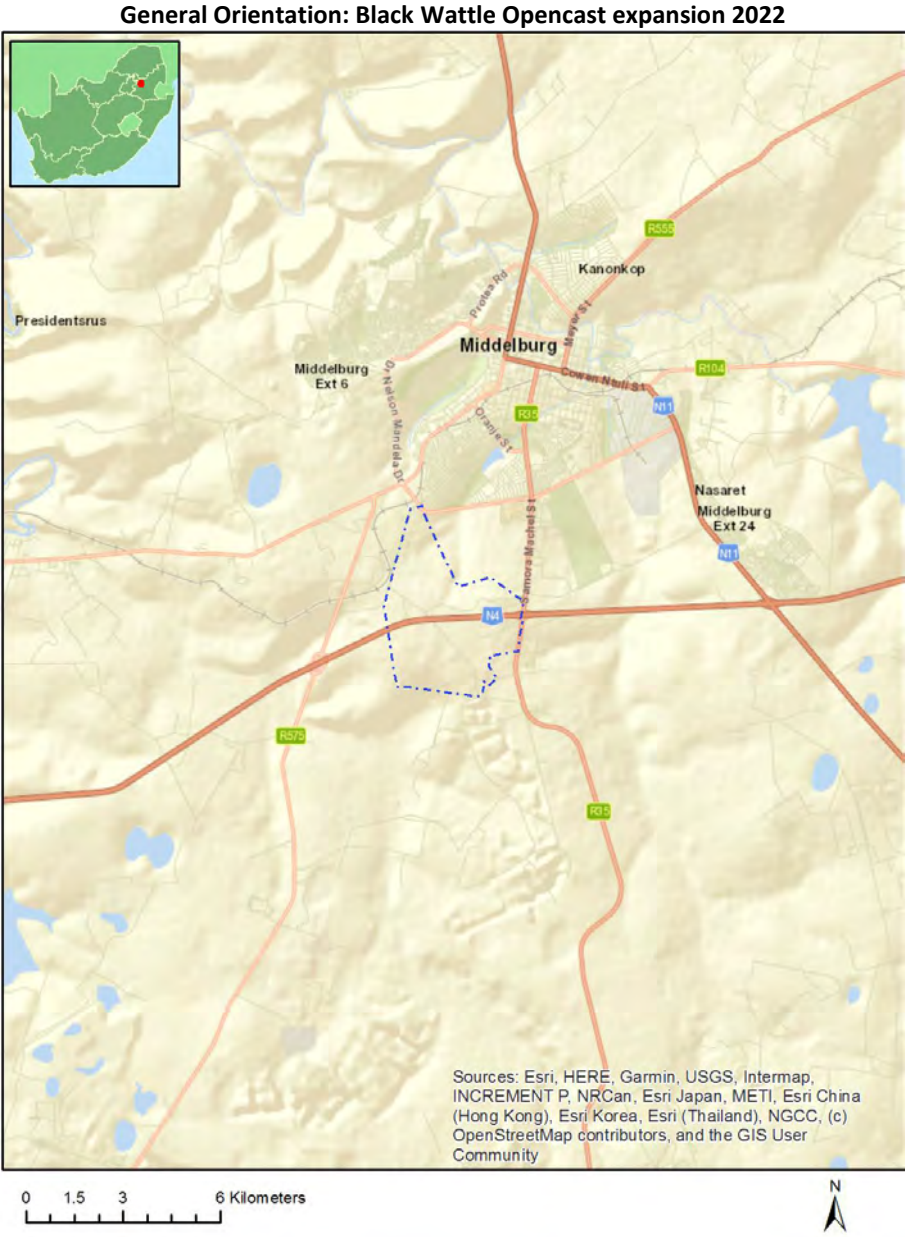 General Orientation: Black Wattle Opencast expansion 2022
R555
Kanonkop
Protea Rd
Meyer St
Presidentsrus
Middelburg
Middelburg
Ext 6
R104
Cowan Ntuli St
Dr Nelson Mandela Dr
N11
R35
Oranje St
Nasaret
Middelburg
Ext 24
Samora Machel St
N11
N4
R575
R35
Sources: Esri, HERE, Garmin, USGS, Intermap,
INCREMENT P, NRCan, Esri Japan, METI, Esri China
(Hong Kong), Esri Korea, Esri (Thailand), NGCC, (c)
OpenStreetMap contributors, and the GIS User
Community
0 1.5 3 6 Kilometers
N